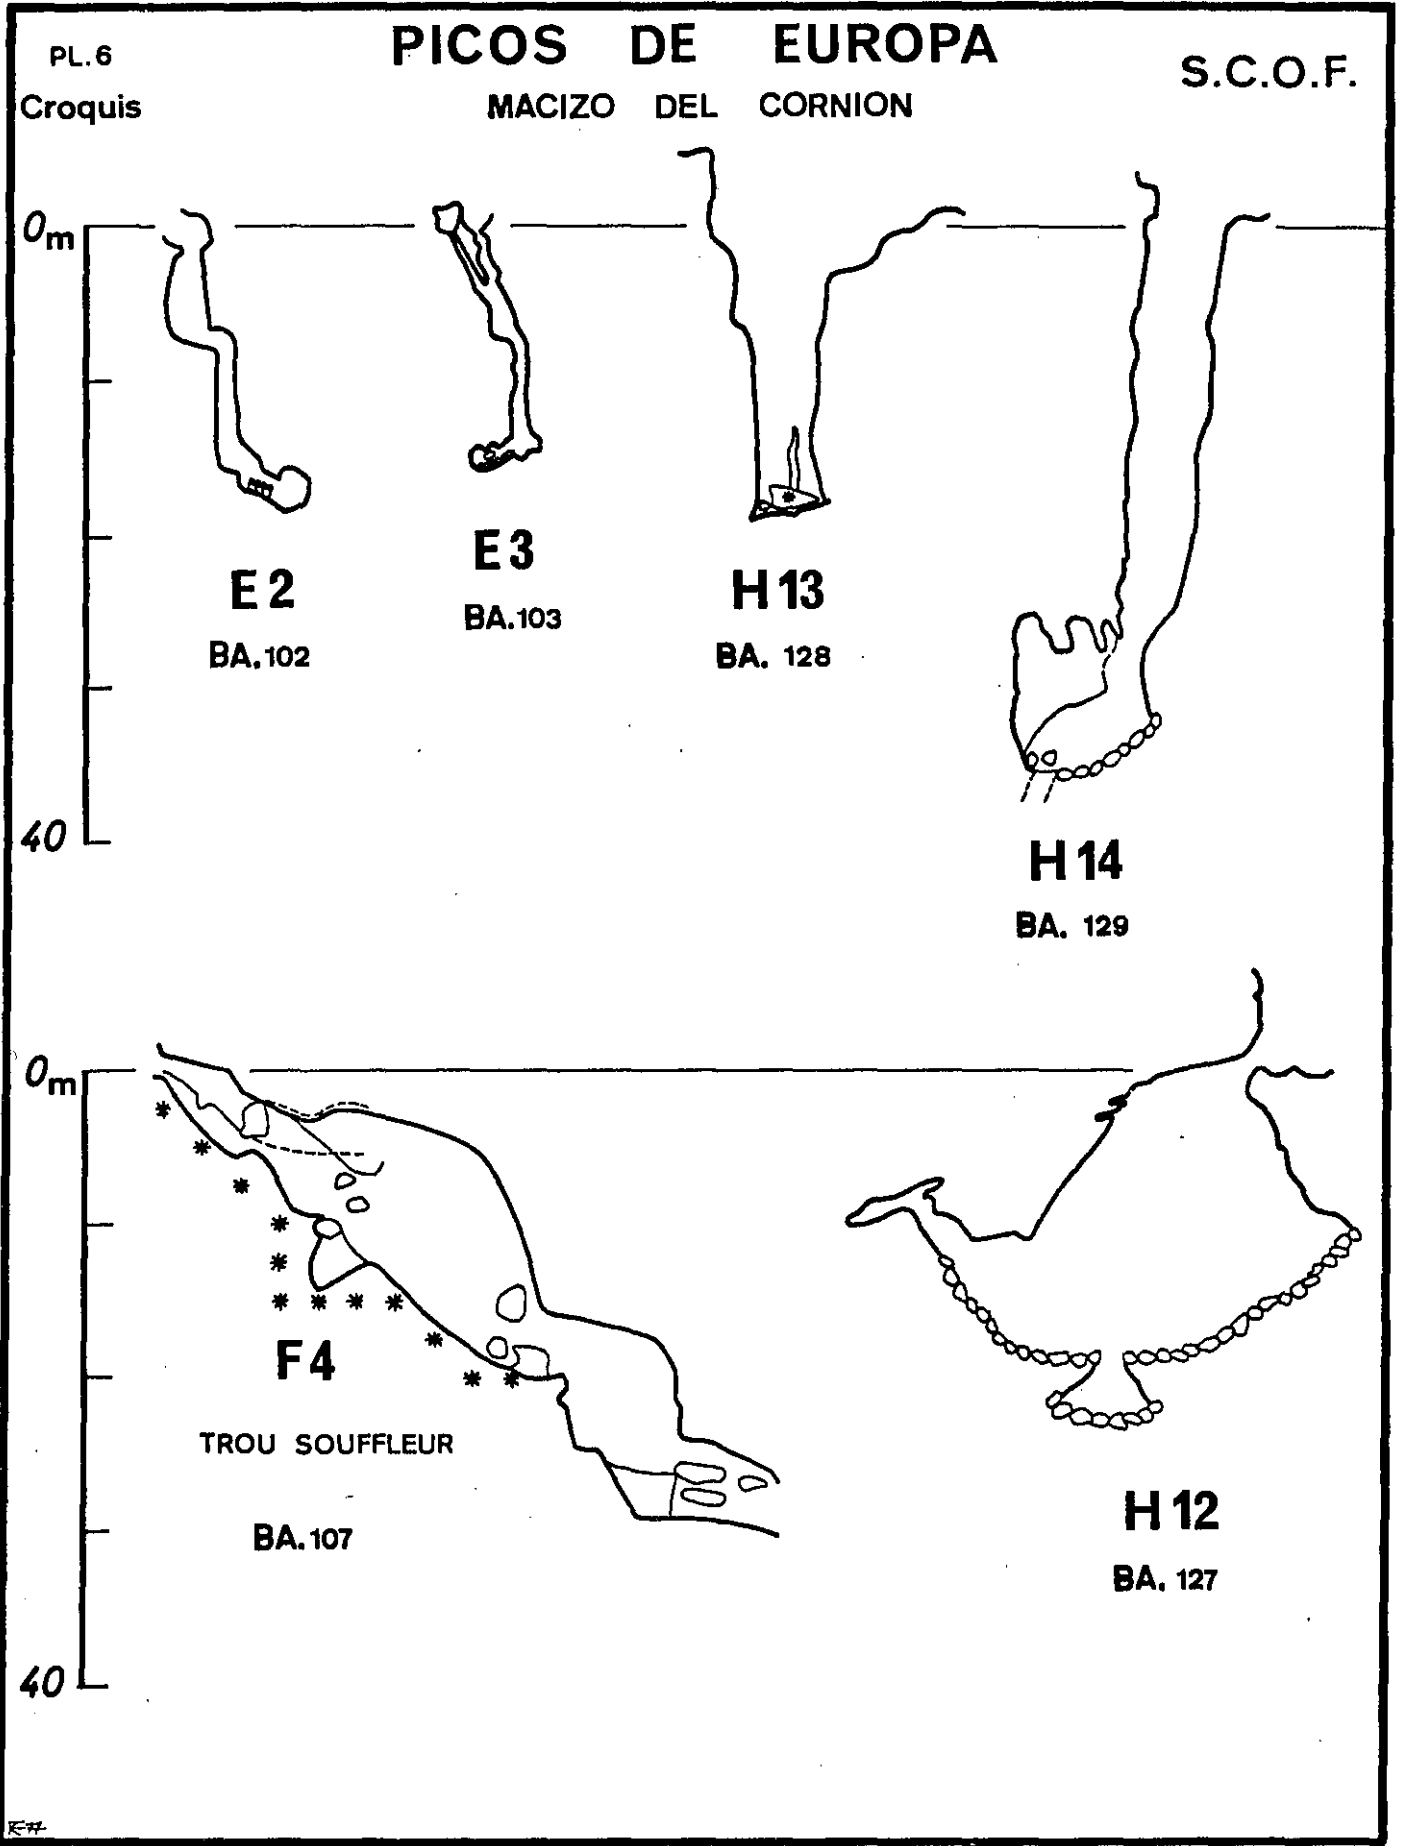 PL.6
PICOS DE EUROPA
S.C.O.F.
Croquis
MACIZO DEL CORNION
0m
E 2
BA.102
E 3
BA.103
H 13
BA. 128
40
H 14
BA. 129
0m
F 4
TROU SOUFFLEUR
BA.107
H 12
BA. 127
40